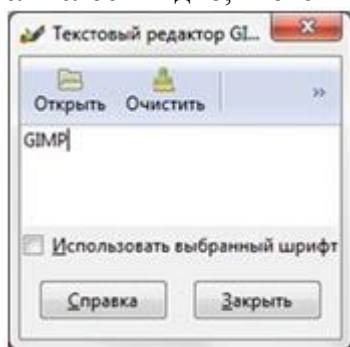 Текстовый редактор GI...
Открыть Очистить »
GIMP
Использовать выбранный шрифт
Справка Закрыть